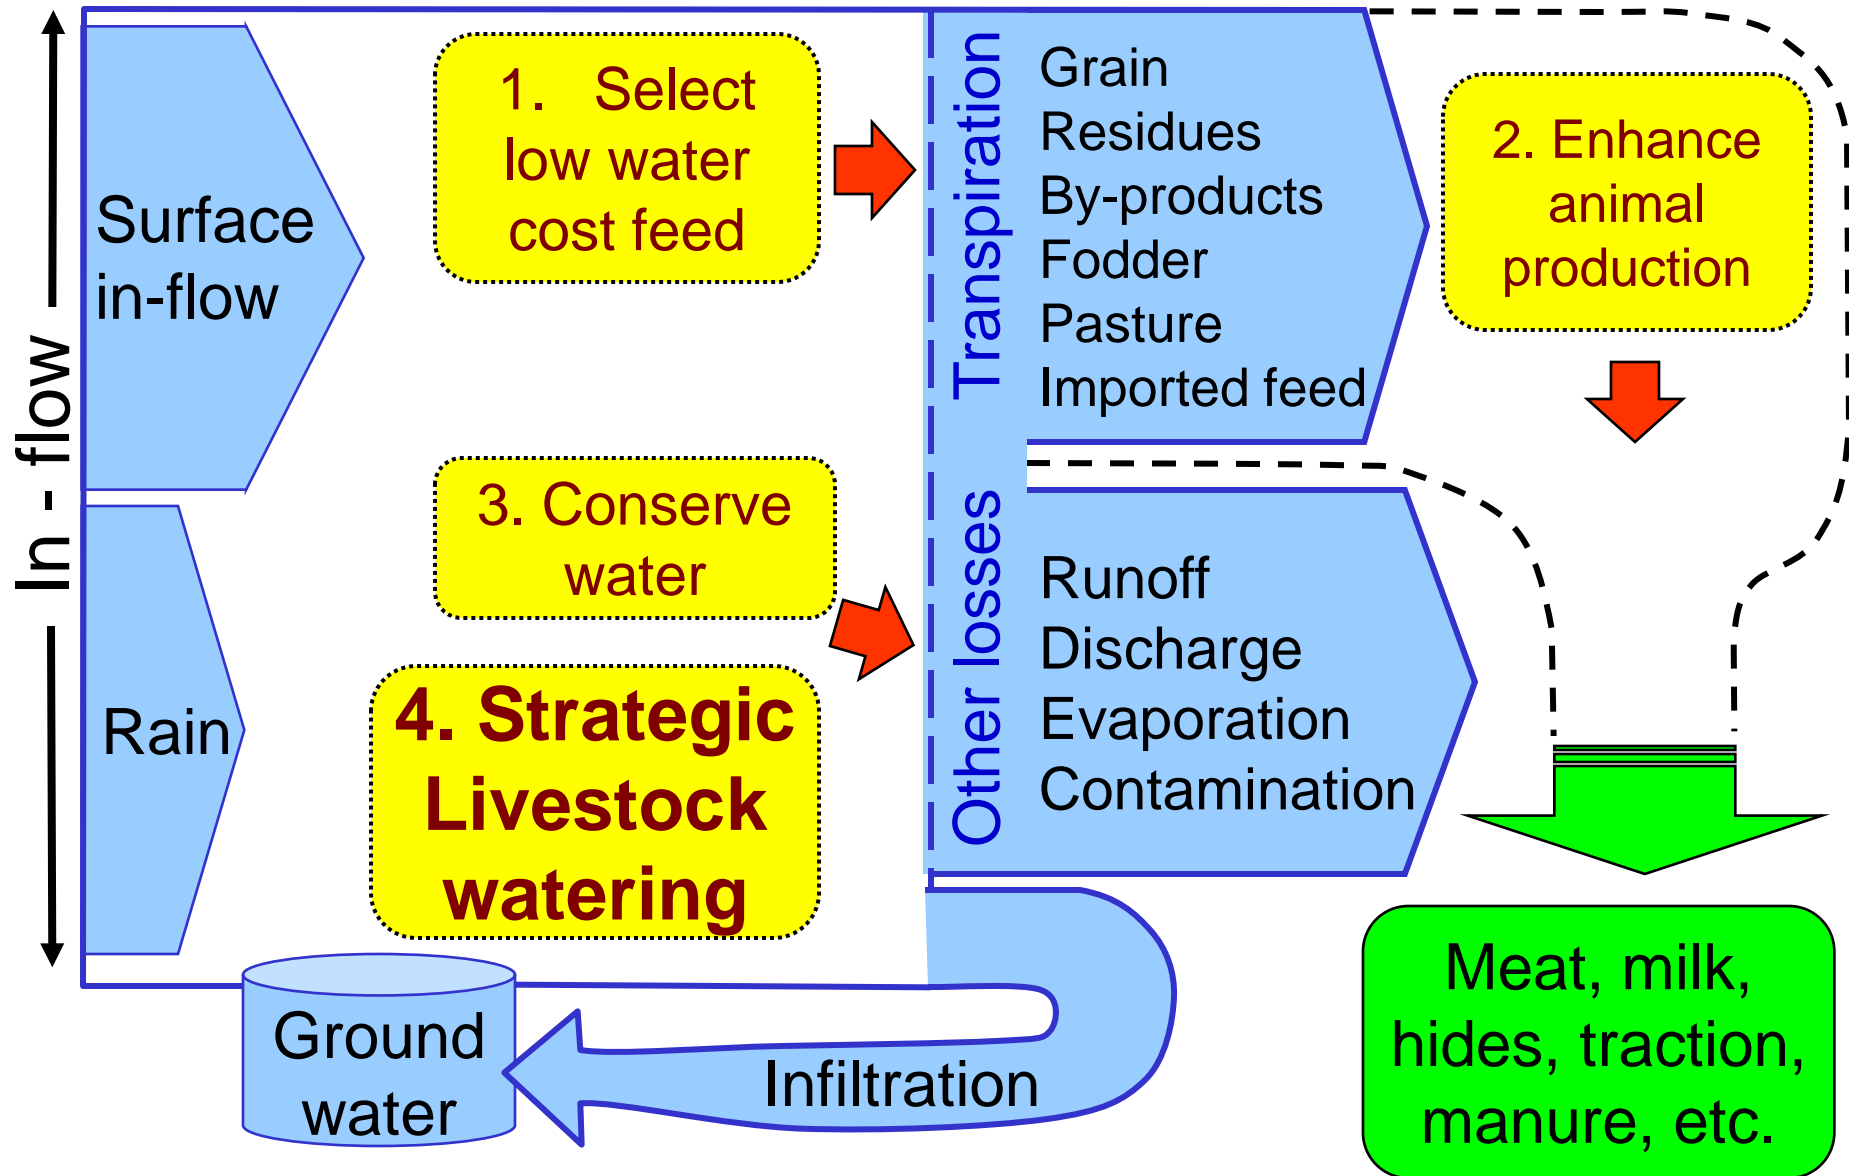 In - flow
Surface
in-flow
Rain
1. Select
low water
cost feed
3. Conserve
water
4. Strategic
Livestock
watering
Transpiration
Grain
Residues
By-products
Fodder
Pasture
Imported feed
2. Enhance
animal
production
Other losses
Runoff
Discharge
Evaporation
Contamination
Ground
water
Infiltration
Meat, milk,
hides, traction,
manure, etc.